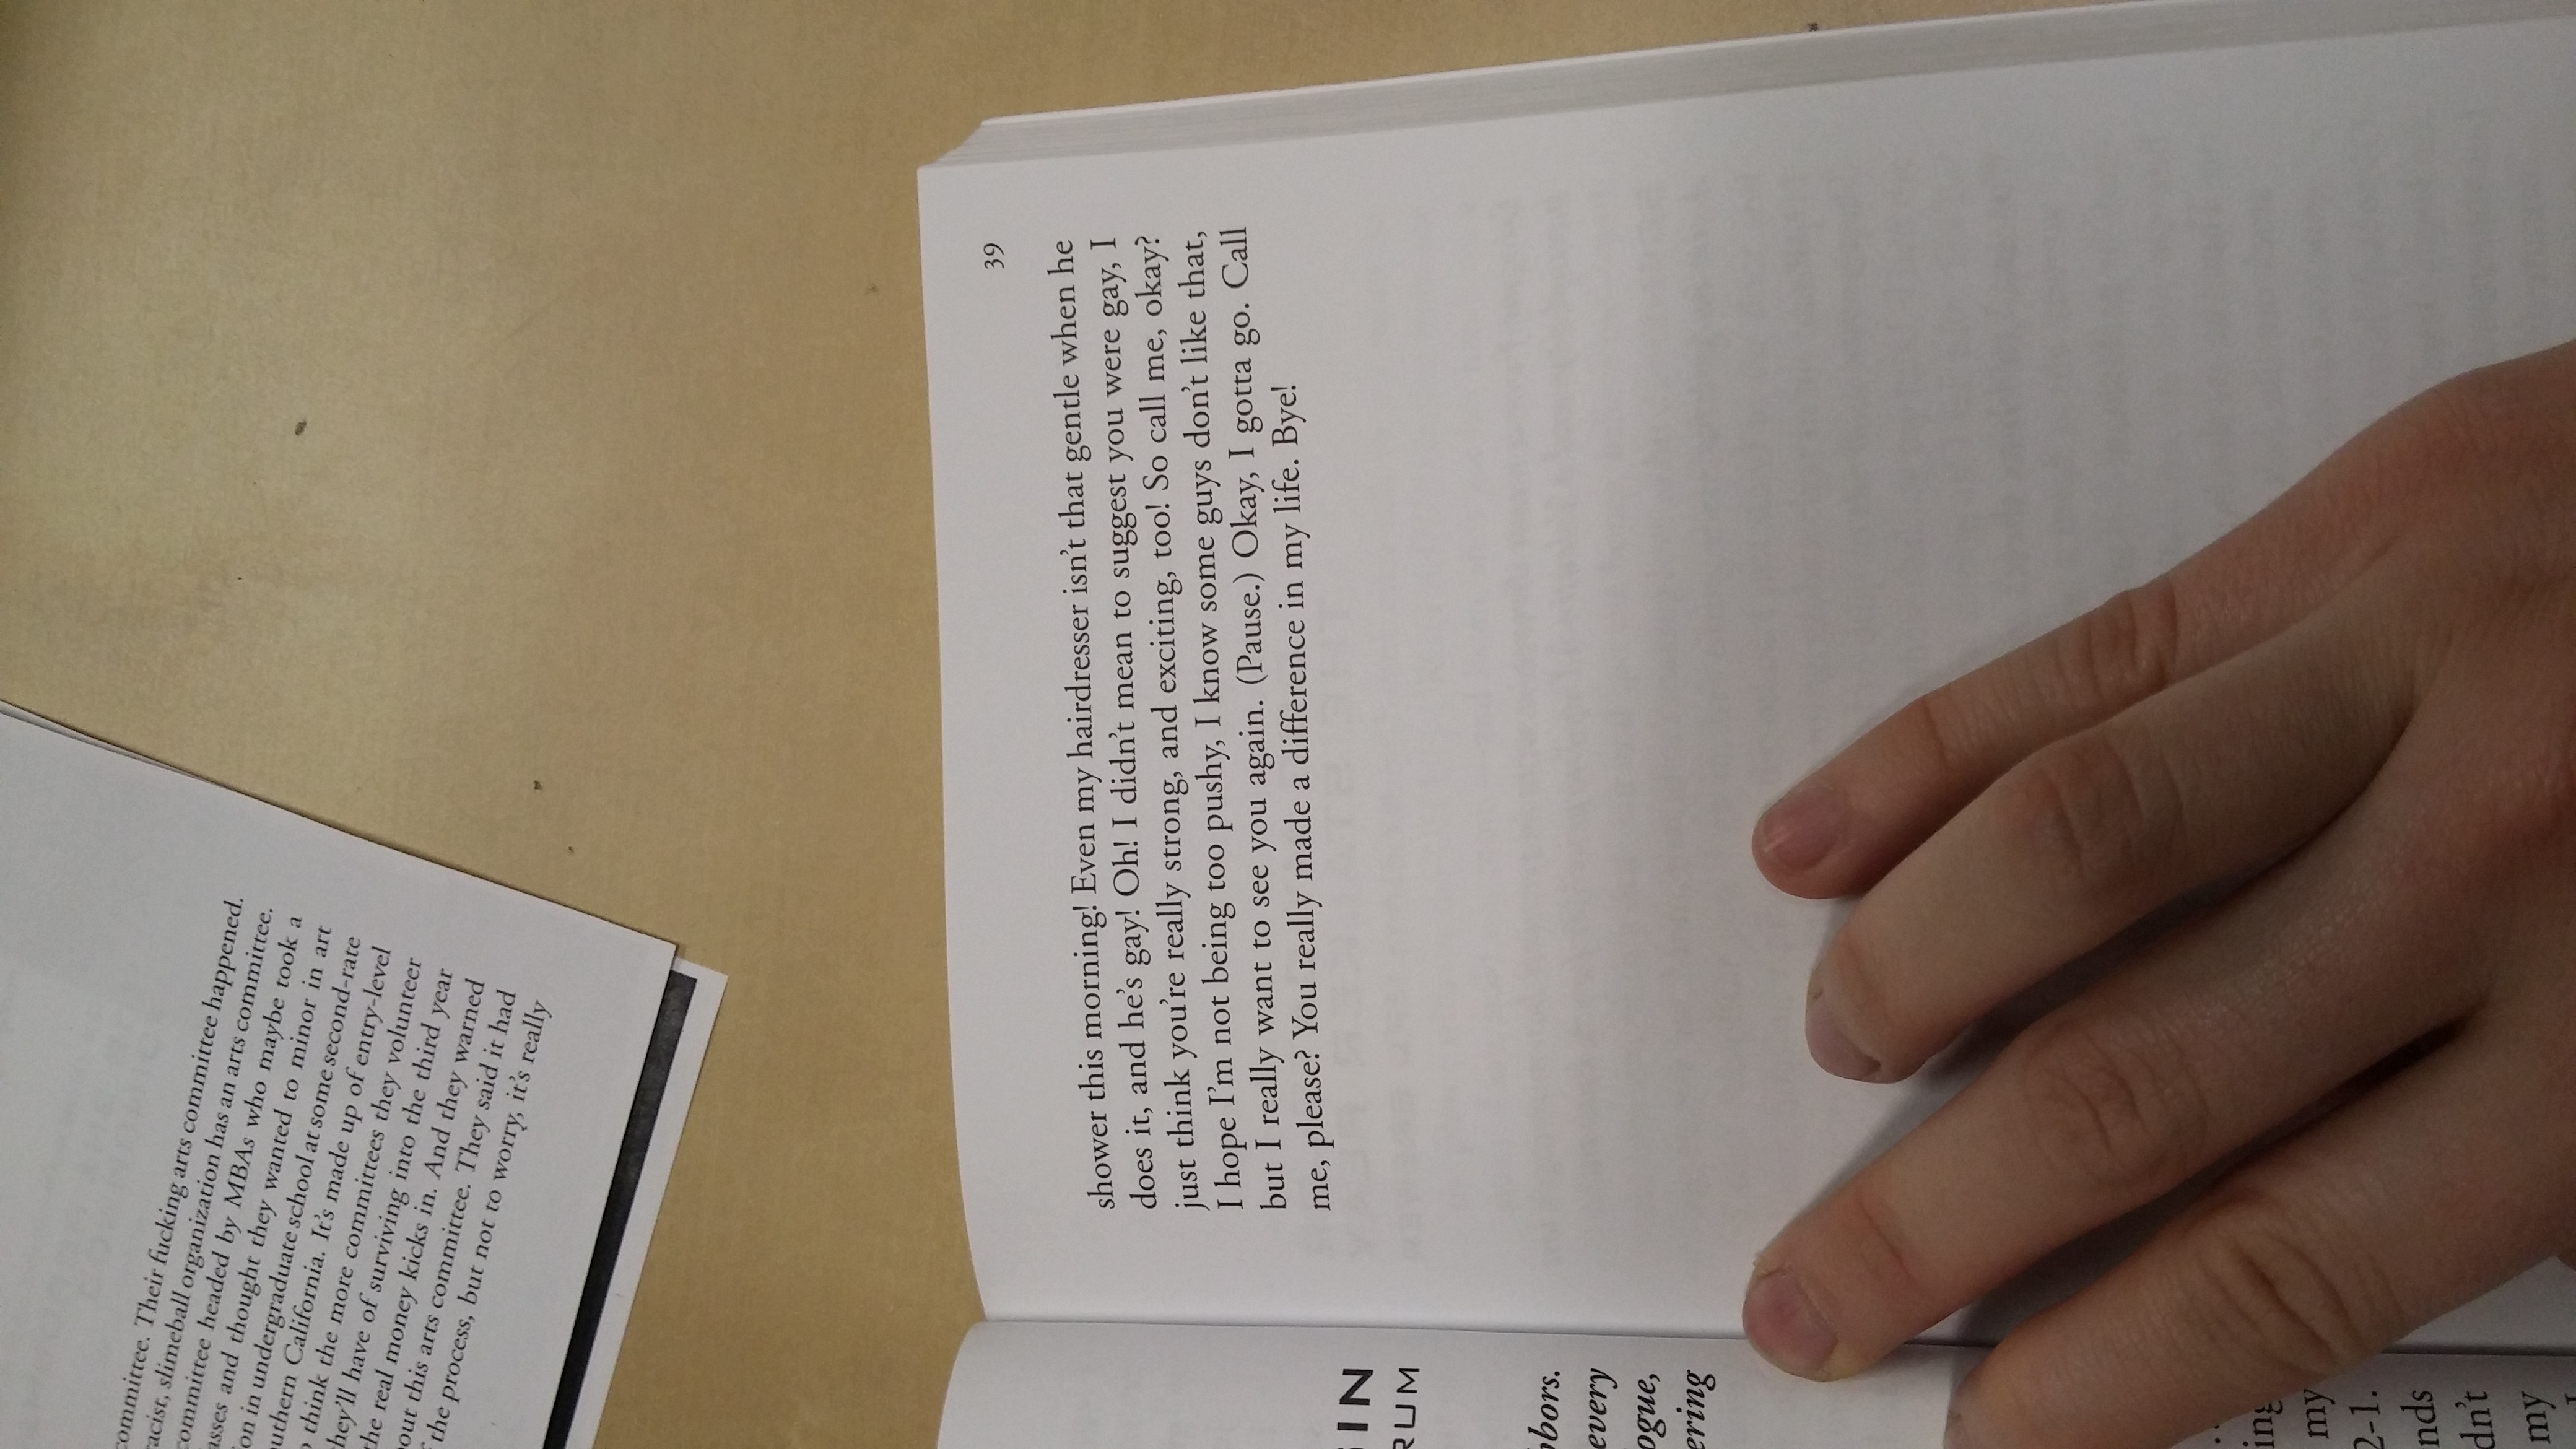 committee. Their fucking arts committee happened.
racist, slimeball organization has an arts committee.
committee headed by MBAs who maybe took a
asses and thought they wanted to minor in art
on in undergraduate school at some second-rate
uthern California. It's made up of entry-level
o think the more committees they volunteer
they'll have of surviving into the third year
the real money kicks in. And they warned
out this arts committee. They said it had
f the process, but not to worry, it's really
39
shower this morning! Even my hairdresser isn't that gentle when he
does it, and he's gay! Oh! I didn't mean to suggest you were gay, I
just think you're really strong, and exciting, too! So call me, okay?
I hope I'm not being too pushy, I know some guys don't like that,
but I really want to see you again. (Pause.) Okay, I gotta go. Call
me, please? You really made a difference in my life. Bye!
GIN
RUM
bors.
every
ogue,
ering
ing
my
2-1.
nds
dn't
my